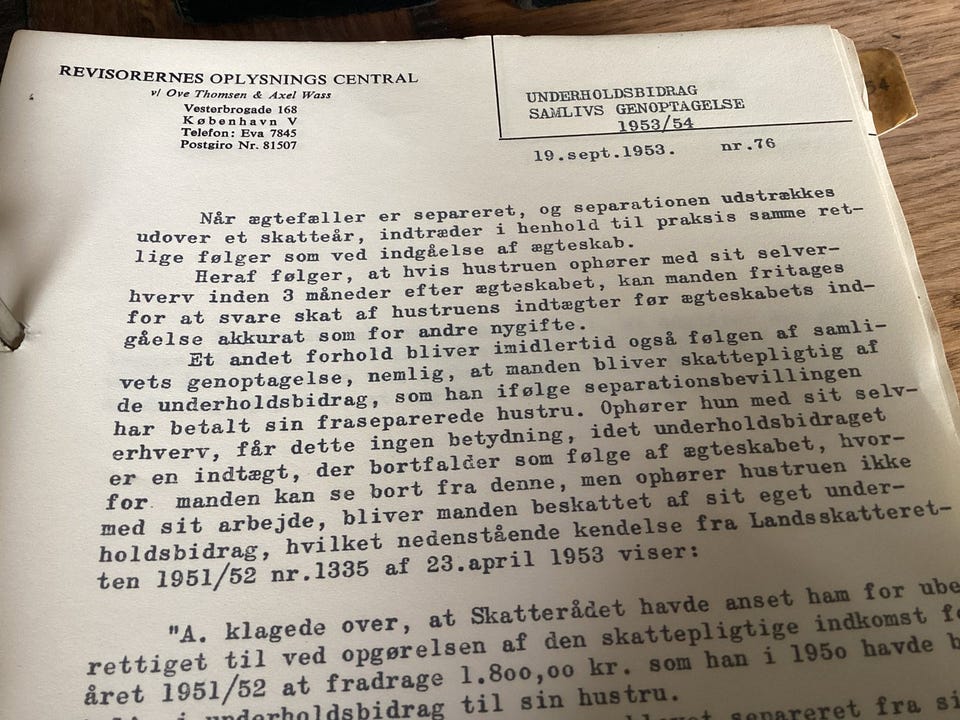 REVISORERNES OPLYSNINGS CENTRAL
v/ Ove Thomsen & Axel Wass
Vesterbrogade 168
København V
Telefon: Eva 7845
Postgiro Nr. 81507
UNDERHOLDSBIDRAG
SAMLIVS GENOPTAGELSE
1953/54
19.sept.1953. nr.76
54
Når ægtefæller er separeret, og separationen udstrækkes
udover et skatteår, indtræder i henhold til praksis samme ret-
lige følger som ved indgåelse af ægteskab.
Heraf følger, at hvis hustruen ophører med sit selver-
hverv inden 3 måneder efter ægteskabet, kan manden fritages
for at svare skat af hustruens indtægter før ægteskabets ind-
gåelse akkurat som for andre nygifte.
Et andet forhold bliver imidlertid også følgen af samli-
vets genoptagelse, nemlig, at manden bliver skattepligtig af
de underholdsbidrag, som han ifølge separationsbevillingen
har betalt sin fraseparerede hustru. Ophører hun med sit selv-
erhverv, får dette ingen betydning, idet underholdsbidraget
er en indtægt, der bortfalder som følge af ægteskabet, hvor-
for manden kan se bort fra denne, men ophører hustruen ikke
med sit arbejde, bliver manden beskattet af sit eget under-
holdsbidrag, hvilket nedenstående kendelse fra Landsskatteret-
ten 1951/52 nr.1335 af 23.april 1953 viser:
"A. klagede over, at Skatterådet havde anset ham for ube
rettiget til ved opgørelsen af den skattepligtige indkomst
året 1951/52 at fradrage 1.8oo,oo kr. som han i 195o havde
underholdsbidrag til sin hustru.
separeret fra